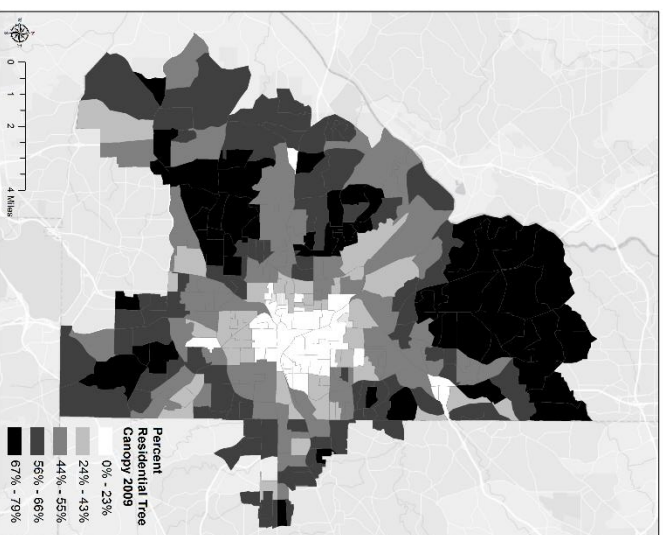 Percent
Residential Tree
Canopy 2009
0% - 23%
24% - 43%
44% - 55%
56% - 66%
67% - 79%
0 1 2 4 Miles